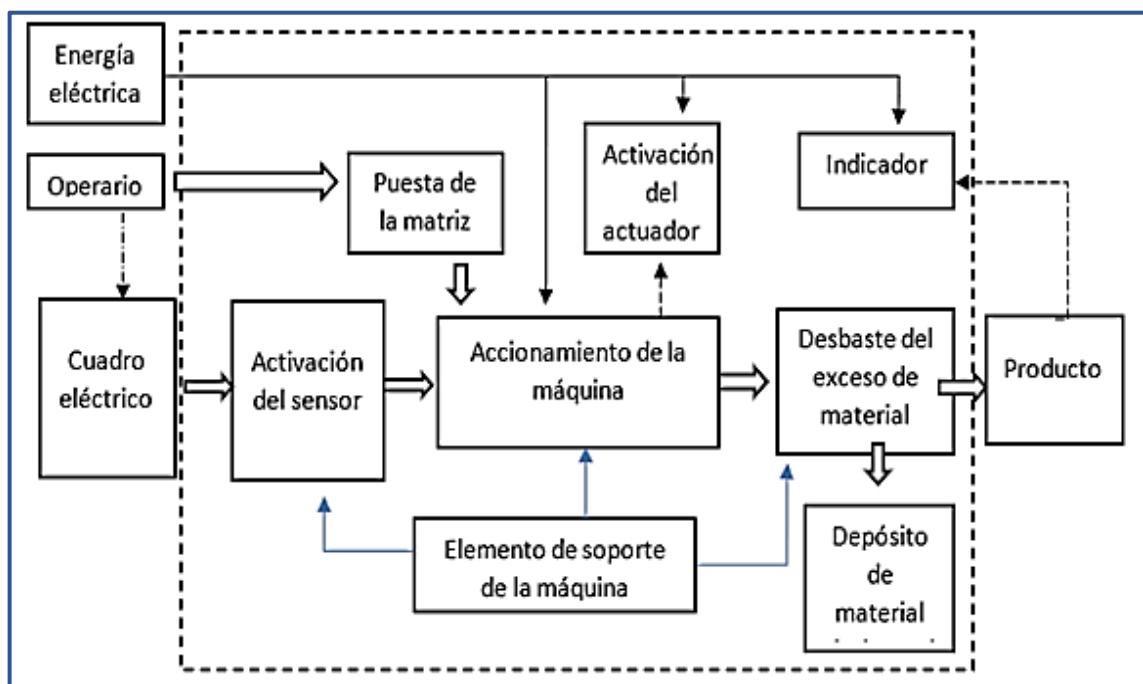 Energía
eléctrica
Operario
Puesta de
la matriz
Activación
del
actuador
Indicador
Cuadro
eléctrico
Activación
del sensor
Accionamiento de la
máquina
Desbaste del
exceso de
material
Producto
Elemento de soporte
de la máquina
Depósito
de
material